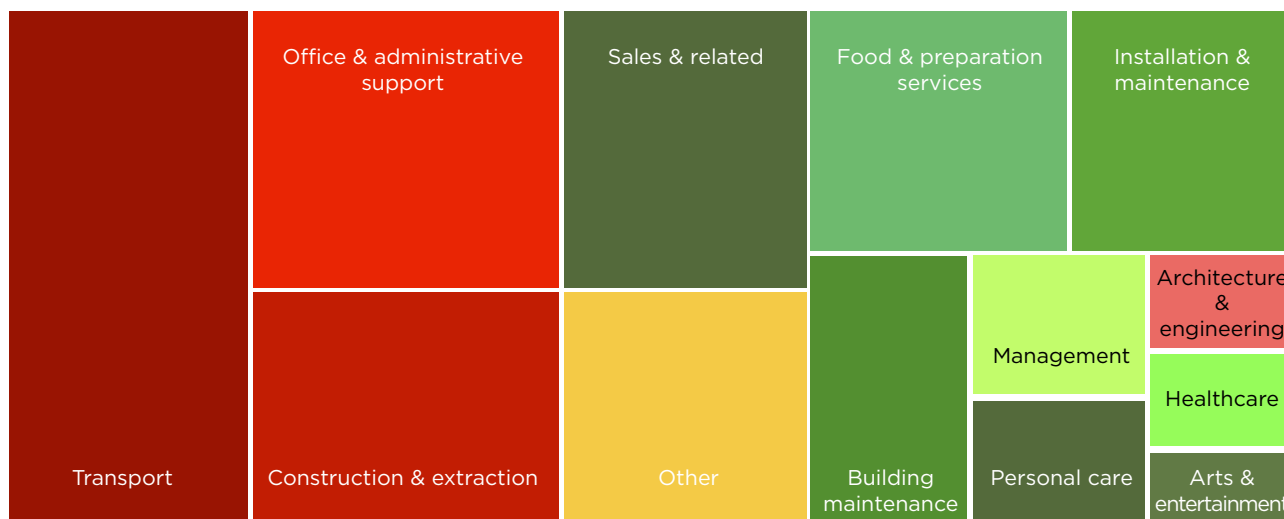 Office & administrative
support
Sales & related
Food & preparation
services
Installation &
maintenance
Architecture
&
engineering
Management
Healthcare
Transport
Construction & extraction
Other
Building
maintenance
Personal care
Arts &
entertainment